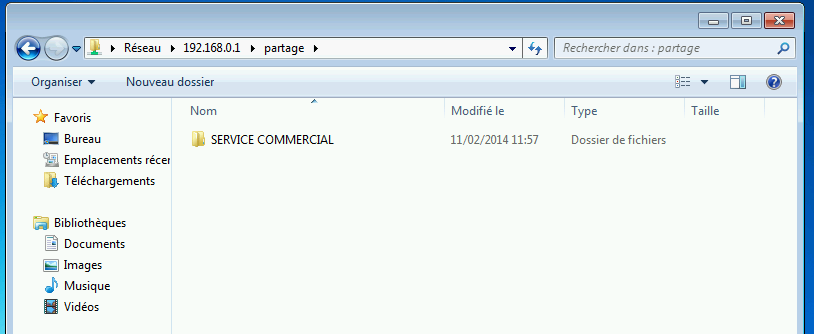 Réseau 192.168.0.1 partage
Rechercher dans : partage
Organiser Nouveau dossier
Nom Modifié le Type Taille
SERVICE COMMERCIAL 11/02/2014 11:57 Dossier de fichiers
Favoris
Bureau
Emplacements récer
Téléchargements
Bibliothèques
Documents
Images
Musique
Vidéos